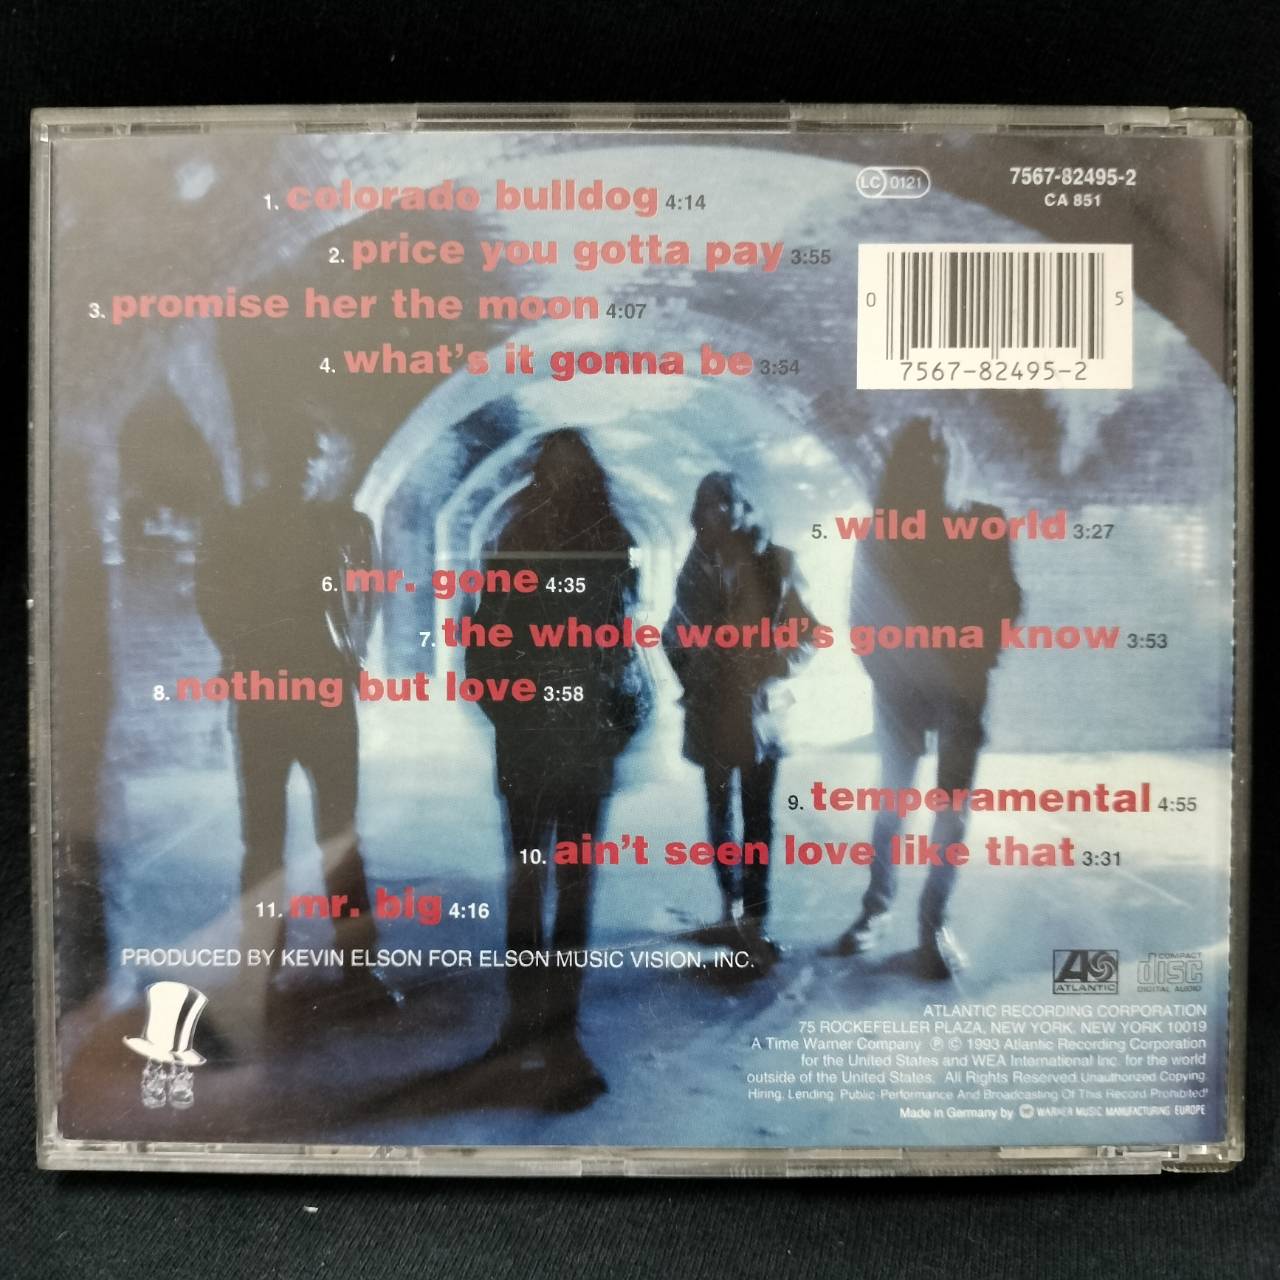 1. colorado bulldog 4:14
2. price you gotta pay 3:55
3. promise her the moon 4:07
4. what's it gonna be 3:54
LC 0121
7567-82495-2
CA 851
0 5
7567-82495-2
5. wild world 3:27
6. mr. gone 4:35
7. the whole world's gonna know 3:53
8. nothing but love 3:58
9. temperamental 4:55
10. ain't seen love like that 3:31
11. mr. big 4:16
PRODUCED BY KEVIN ELSON FOR ELSON MUSIC VISION, INC.
ATLANTIC
COMPACT
disc
DIGITAL AUDIO
ATLANTIC RECORDING CORPORATION
75 ROCKEFELLER PLAZA, NEW YORK, NEW YORK 10019
A Time Warner Company ℗ © 1993 Atlantic Recording Corporation
for the United States and WEA International Inc. for the world
outside of the United States. All Rights Reserved. Unauthorized Copying,
Hiring, Lending, Public Performance And Broadcasting Of This Record Prohibited!
Made in Germany by WARNER MUSIC MANUFACTURING EUROPE